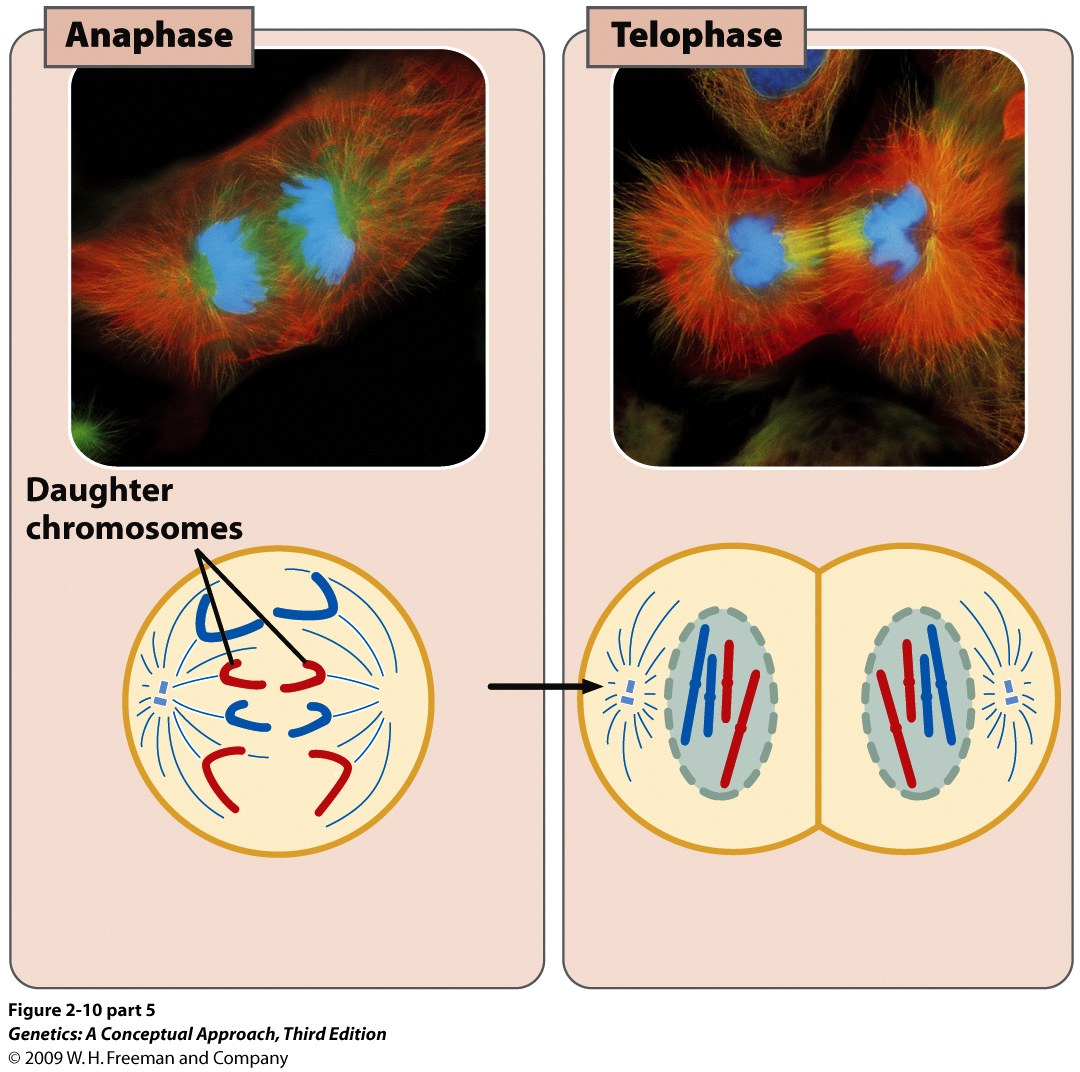 Anaphase
Telophase
Daughter
chromosomes
Figure 2-10 part 5
Genetics: A Conceptual Approach, Third Edition
© 2009 W. H. Freeman and Company